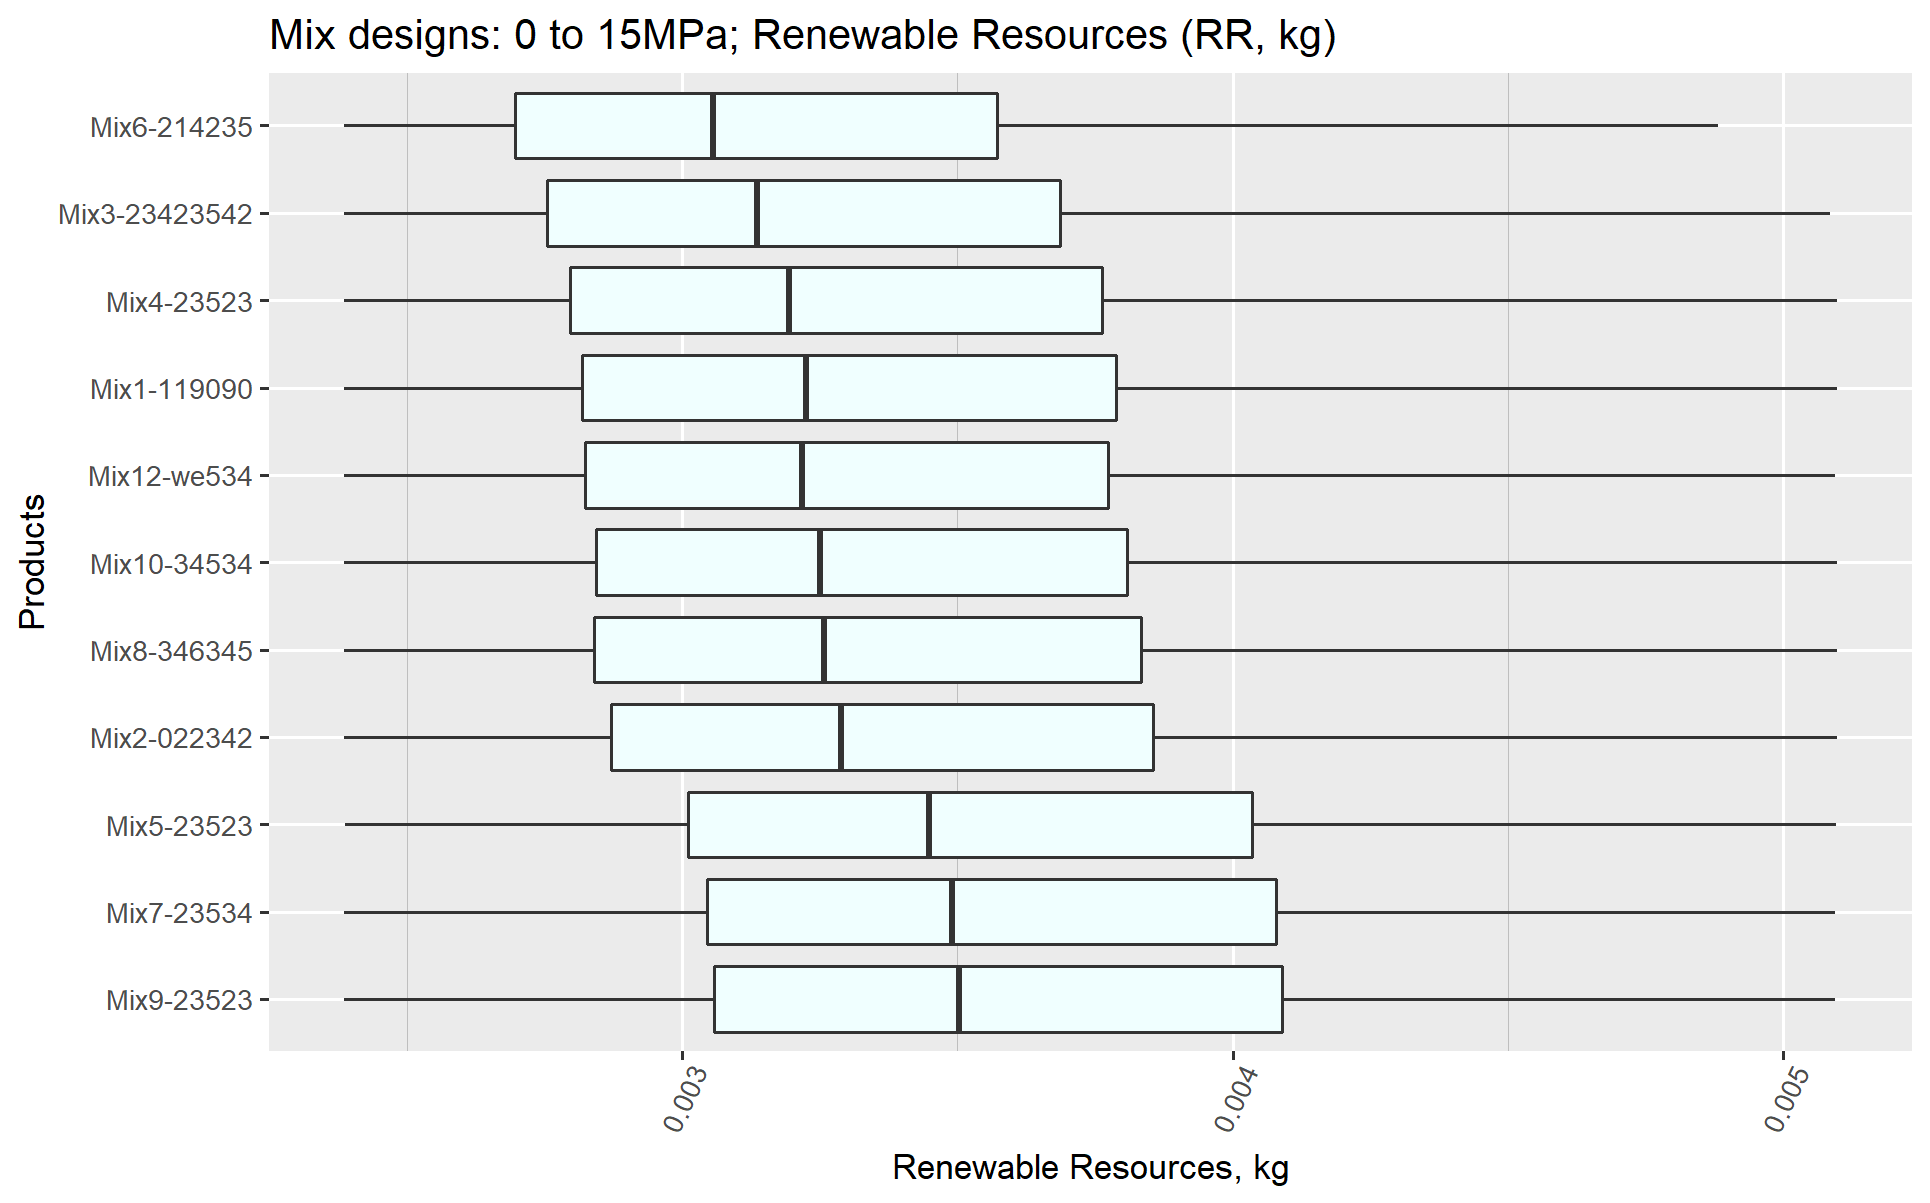 Mix designs: 0 to 15MPa; Renewable Resources (RR, kg)
Products
Mix6-214235
Mix3-23423542
Mix4-23523
Mix1-119090
Mix12-we534
Mix10-34534
Mix8-346345
Mix2-022342
Mix5-23523
Mix7-23534
Mix9-23523
0.003
0.004
0.005
Renewable Resources, kg